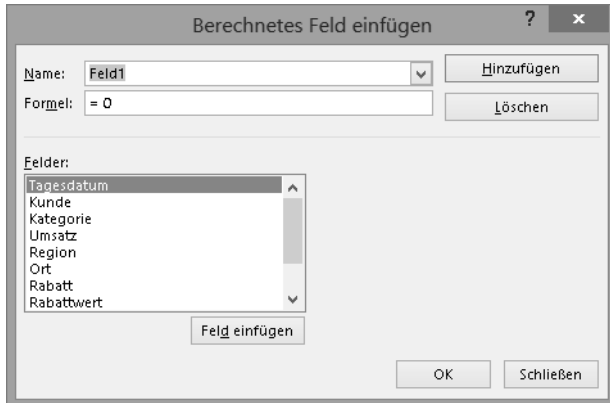 Berechnetes Feld einfügen ? ×
Name: Feld1 Hinzufügen
Formel: = 0 Löschen
Felder:
Tagesdatum
Kunde
Kategorie
Umsatz
Region
Ort
Rabatt
Rabattwert
Feld einfügen
OK Schließen